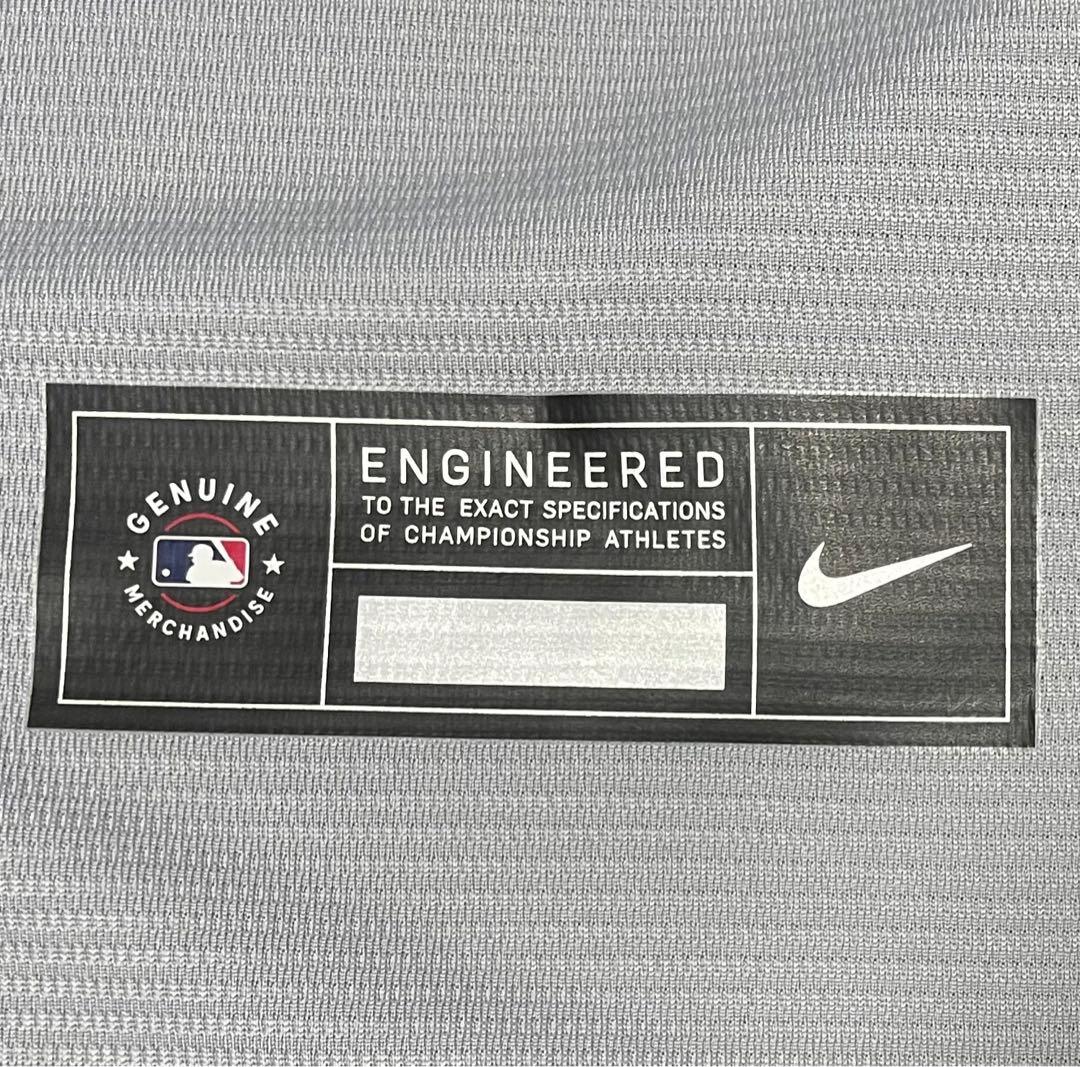 GENUINE
MERCHANDISE
ENGINEERED
TO THE EXACT SPECIFICATIONS
OF CHAMPIONSHIP ATHLETES